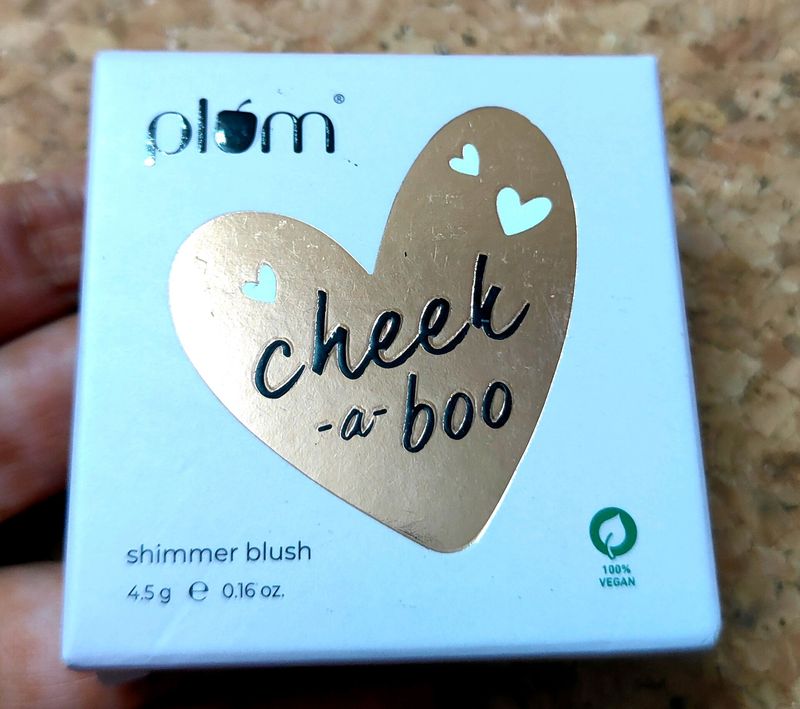 plum®
cheek
-a- boo
shimmer blush
4.5 g ℮ 0.16 oz.
100%
VEGAN